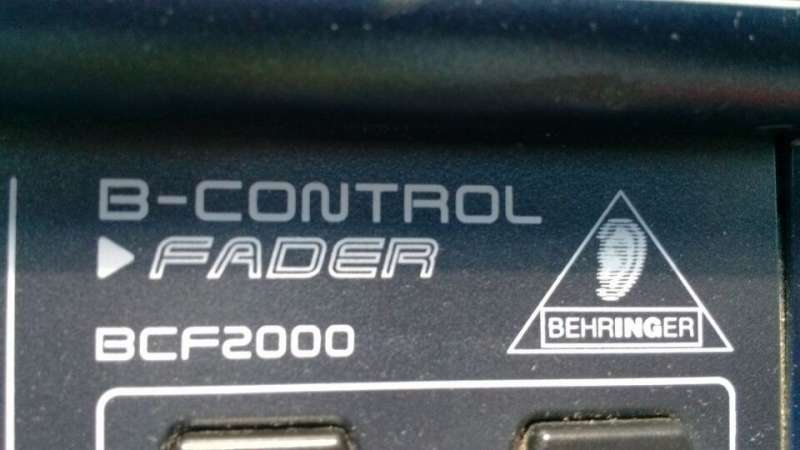 B-CONTROL
FADER
BCF2000
BEHRINGER